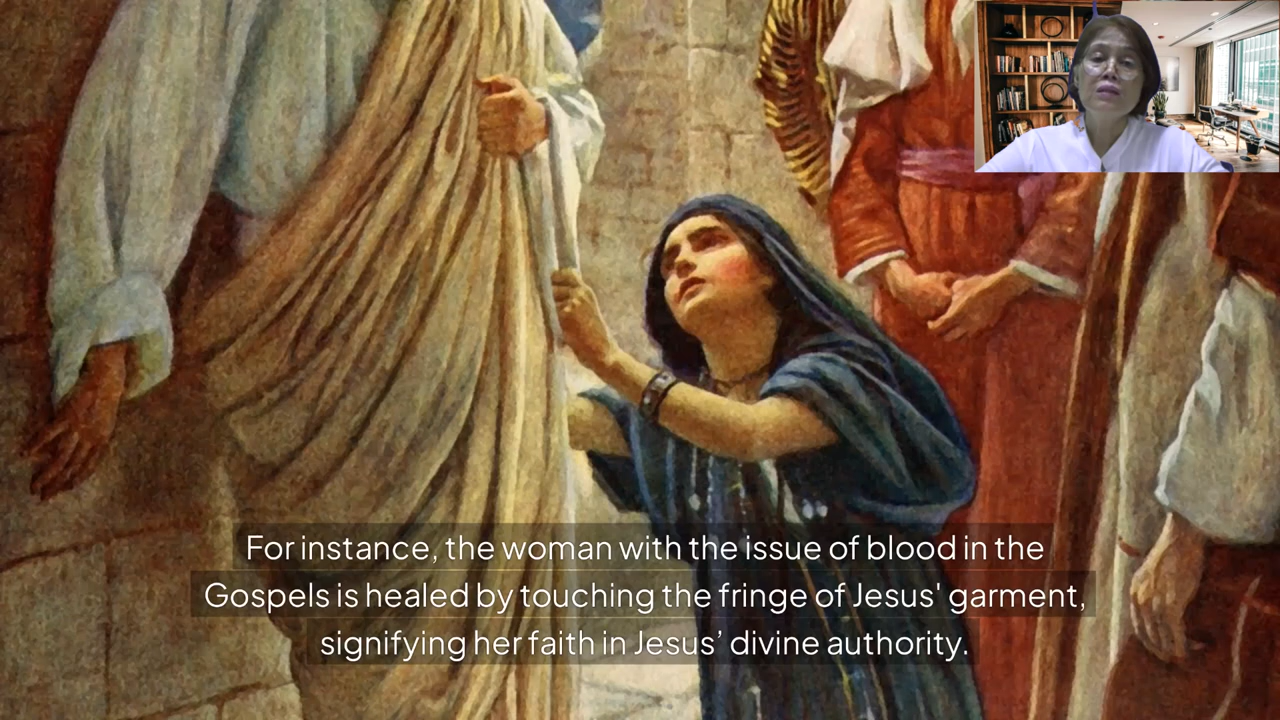 For instance, the woman with the issue of blood in the
Gospels is healed by touching the fringe of Jesus' garment,
signifying her faith in Jesus’ divine authority.